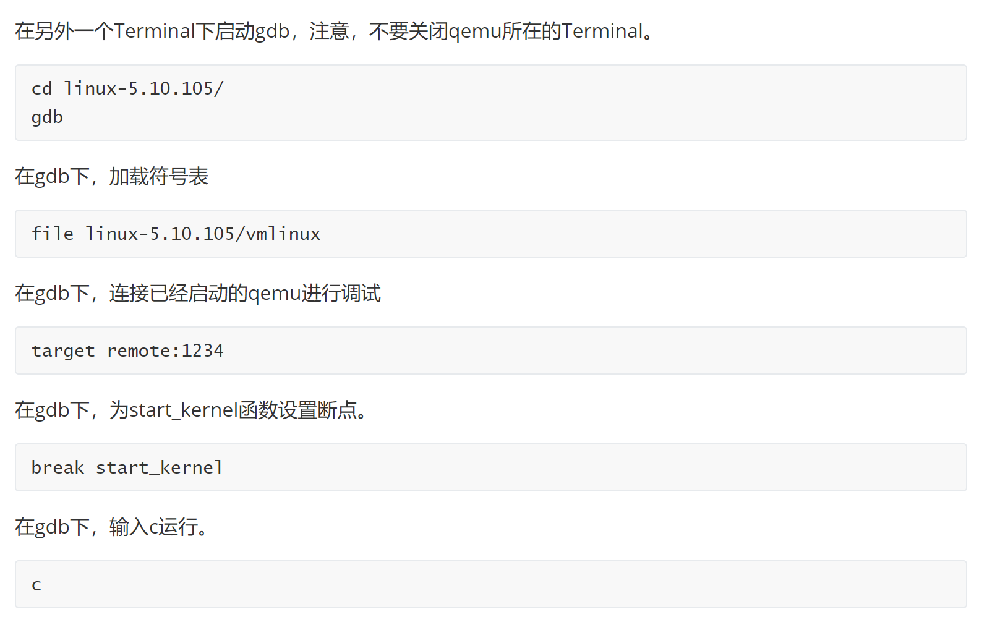 在另外一个Terminal下启动gdb，注意，不要关闭qemu所在的Terminal。
cd linux-5.10.105/
gdb
在gdb下，加载符号表
file linux-5.10.105/vmlinux
在gdb下，连接已经启动的qemu进行调试
target remote:1234
在gdb下，为start_kernel函数设置断点。
break start_kernel
在gdb下，输入c运行。
c